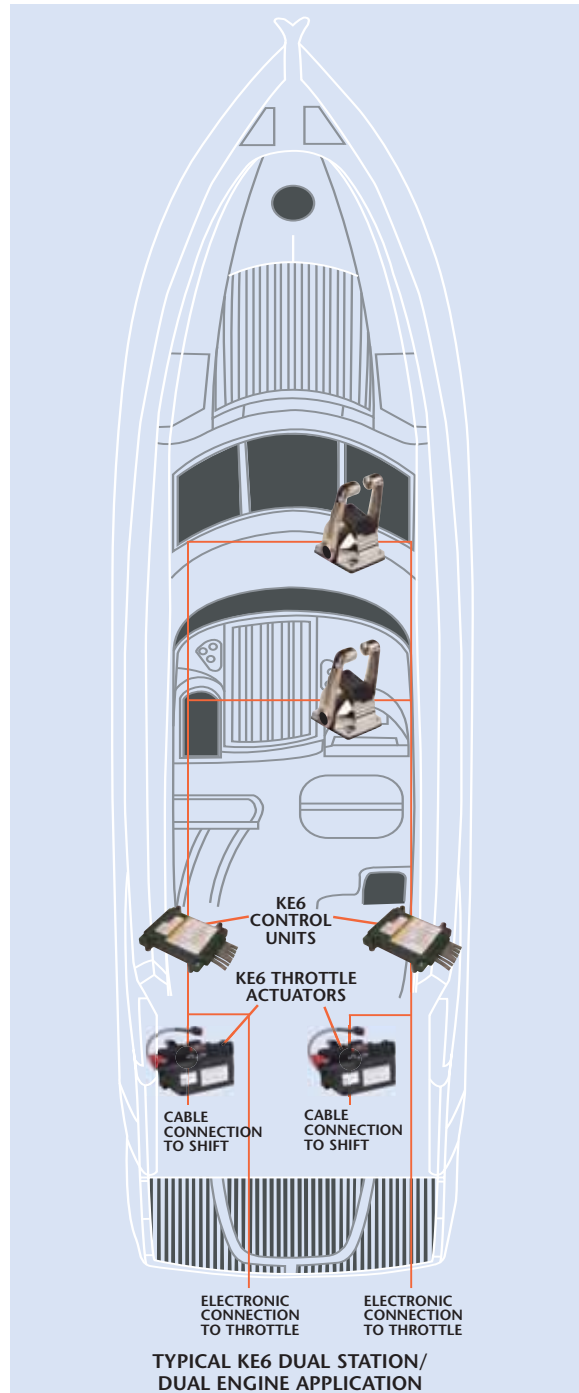 KE6
CONTROL
UNITS
KE6 THROTTLE
ACTUATORS
CABLE
CONNECTION
TO SHIFT
CABLE
CONNECTION
TO SHIFT
ELECTRONIC
CONNECTION
TO THROTTLE
ELECTRONIC
CONNECTION
TO THROTTLE
TYPICAL KE6 DUAL STATION/
DUAL ENGINE APPLICATION